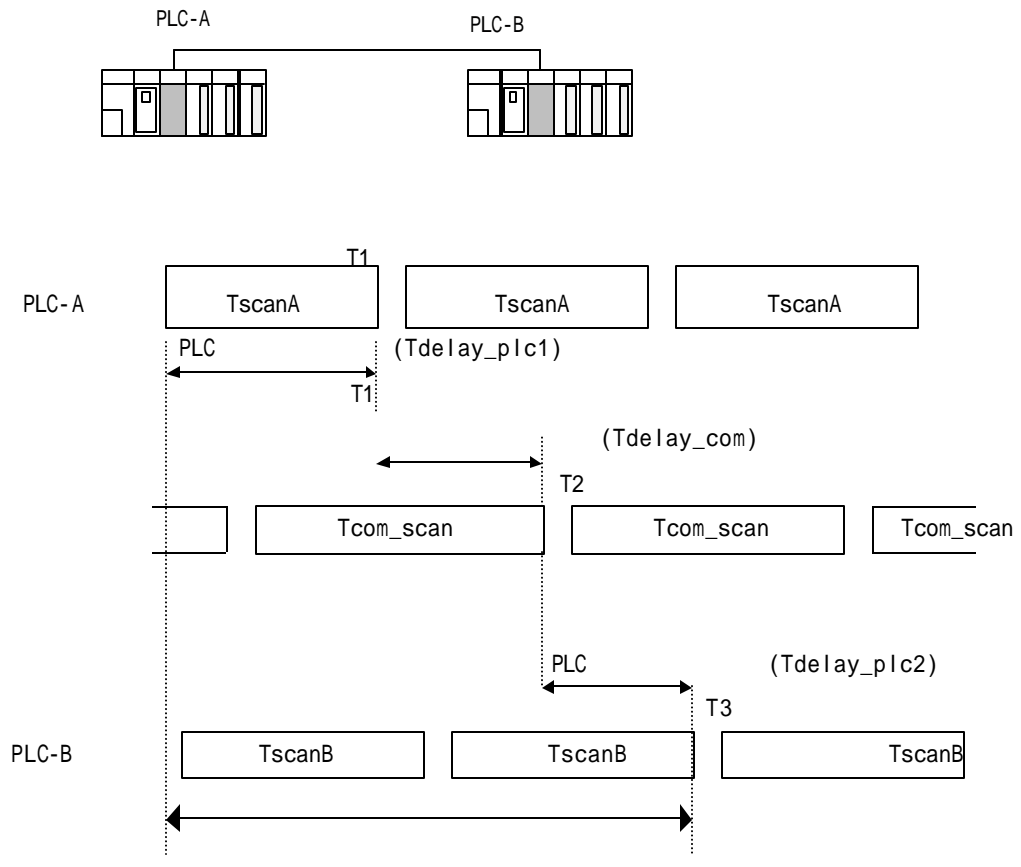 PLC-A PLC-B
T1
PLC-A TscanA TscanA TscanA
PLC (Tdelay_plc1)
T1
(Tdelay_com)
T2
Tcom_scan Tcom_scan Tcom_scan
PLC (Tdelay_plc2)
T3
PLC-B TscanB TscanB TscanB